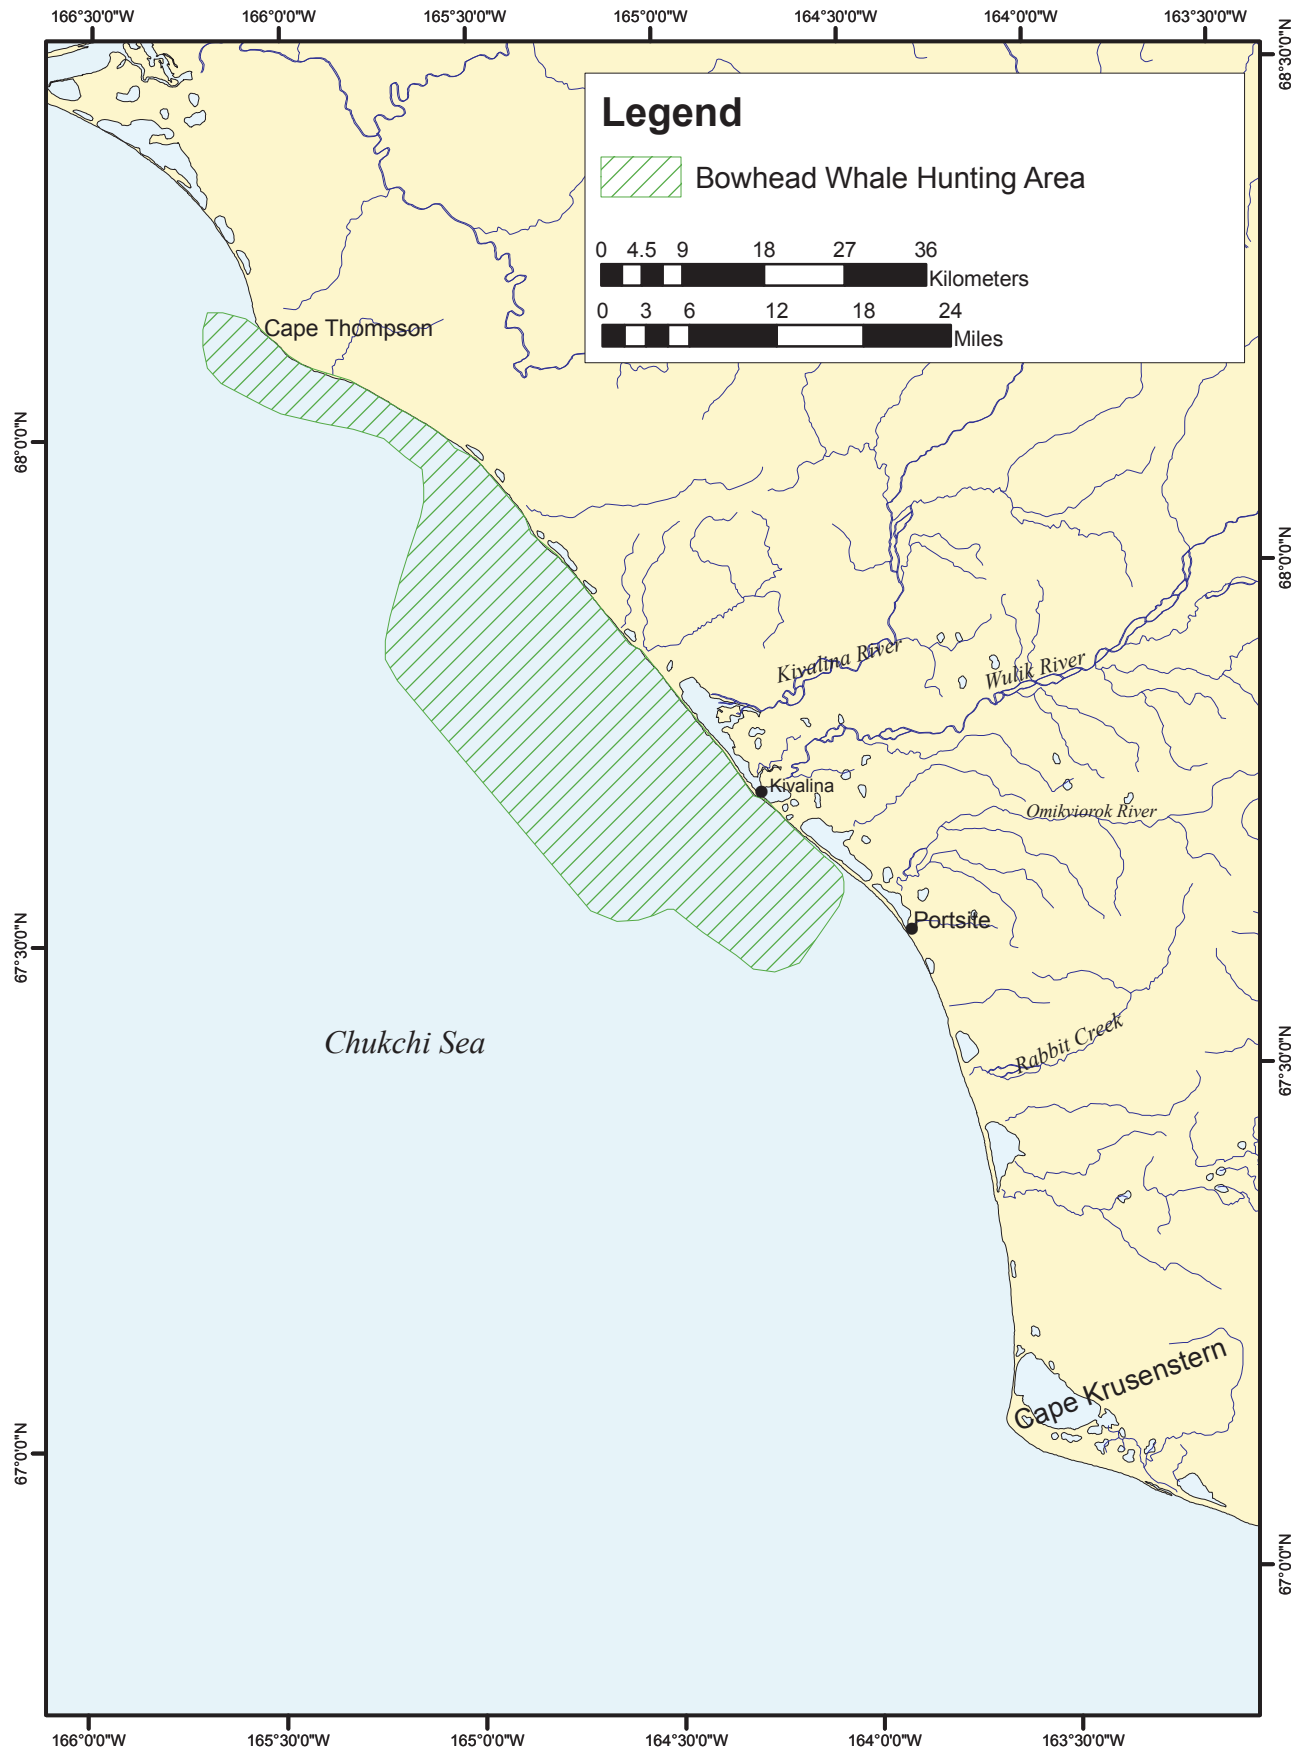 166°30'0"W 166°0'0"W 165°30'0"W 165°0'0"W 164°30'0"W 164°0'0"W 163°30'0"W
68°30'0"N
Legend
Bowhead Whale Hunting Area
0 4.5 9 18 27 36
Kilometers
0 3 6 12 18 24
Miles
Cape Thompson
68°0'0"N
68°0'0"N
Kivalina River
Wulik River
Kivalina
Omikviorok River
Portsite
67°30'0"N
Chukchi Sea
Rabbit Creek
67°30'0"N
Cape Krusenstern
67°0'0"N
67°0'0"N
166°0'0"W 165°30'0"W 165°0'0"W 164°30'0"W 164°0'0"W 163°30'0"W